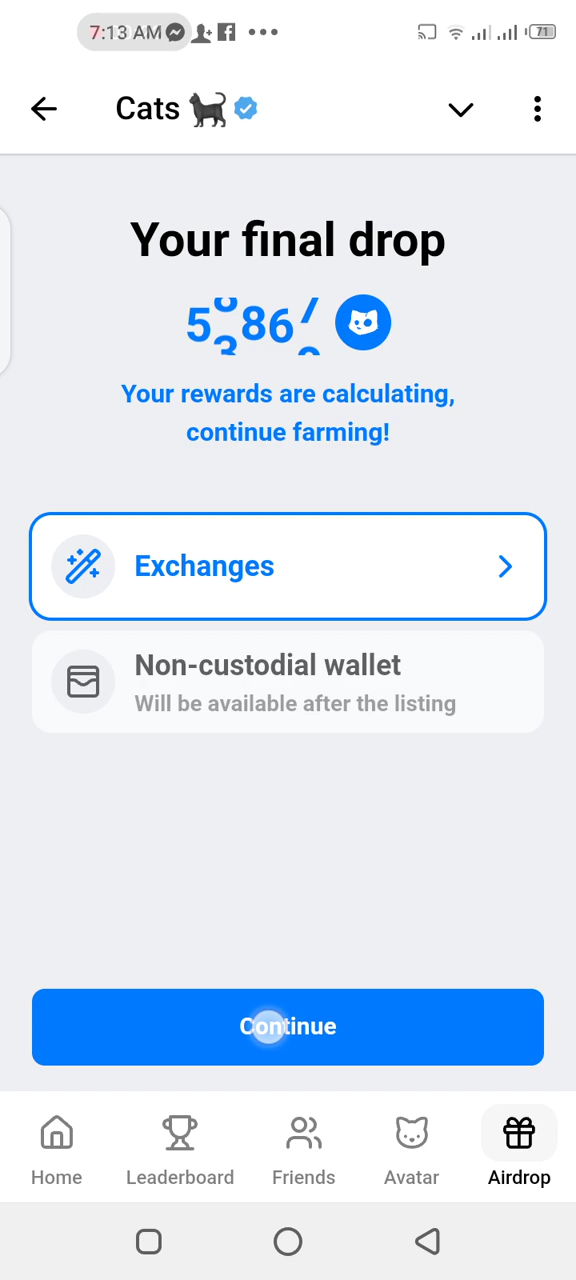 7:13 AM
71
Cats
Your final drop
Your rewards are calculating,
continue farming!
Exchanges
Non-custodial wallet
Will be available after the listing
Continue
Home
Leaderboard
Friends
Avatar
Airdrop